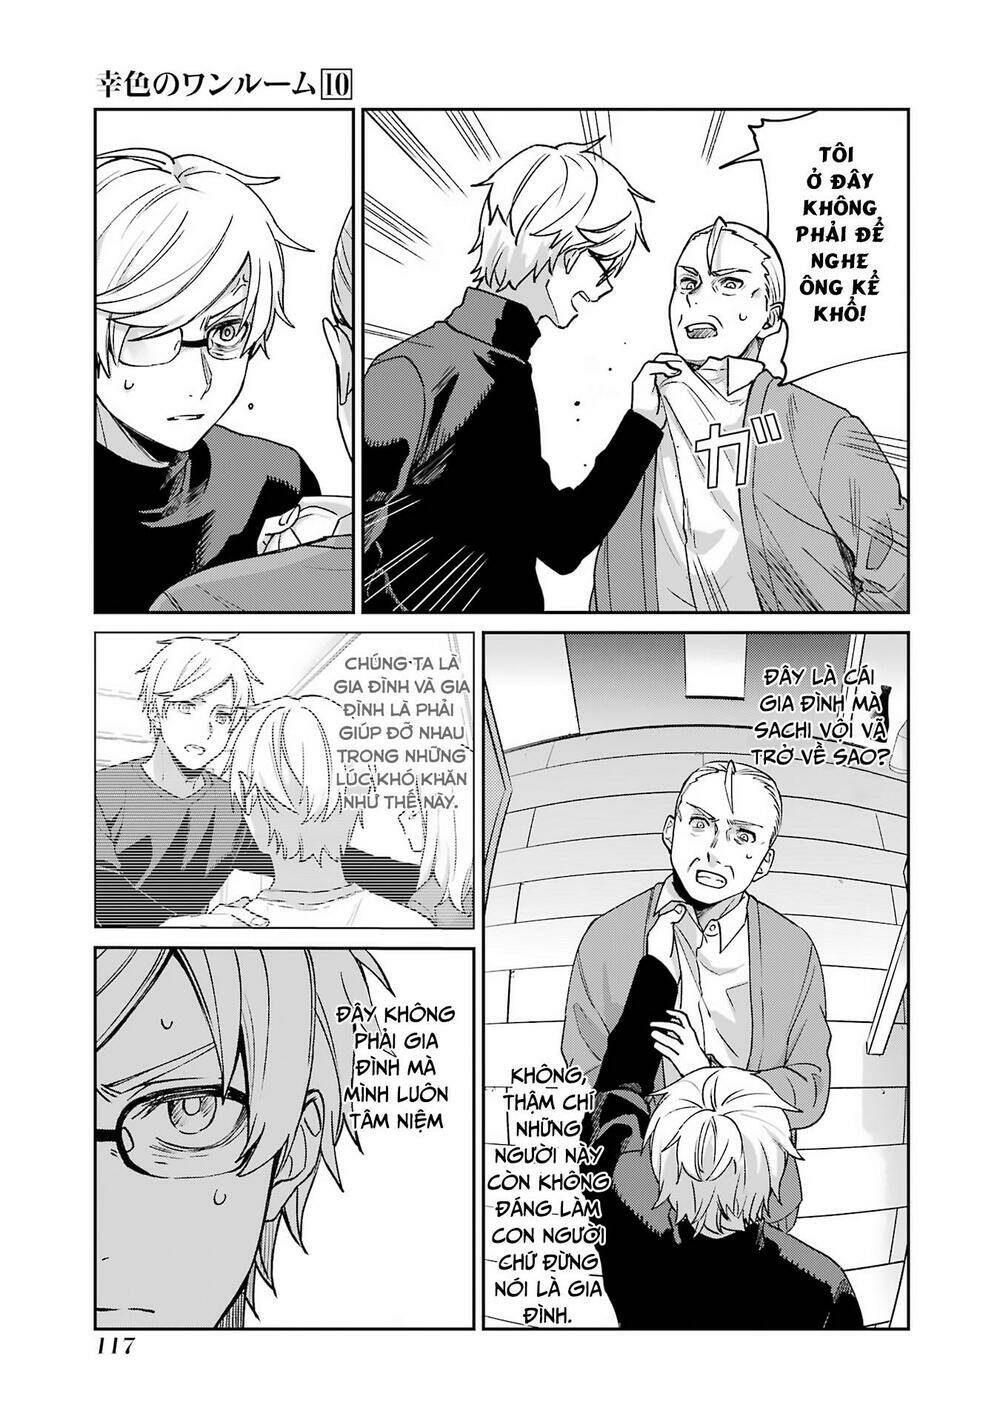 幸色のワンルーム10
TÔI
Ở ĐÂY
KHÔNG
PHẢI ĐỂ
NGHE
ÔNG KỂ
KHỔ!
ガッ
ĐÂY LÀ CÁI
GIA ĐÌNH MÀ
SACHI VỘI VÃ
TRỞ VỀ SAO?
KHÔNG,
THẬM CHÍ
NHỮNG
NGƯỜI NÀY
CÒN KHÔNG
ĐÁNG LÀM
CON NGƯỜI
CHỨ ĐỪNG
NÓI LÀ GIA
ĐÌNH.
CHÚNG TA LÀ
GIA ĐÌNH VÀ GIA
ĐÌNH LÀ PHẢI
GIÚP ĐỠ NHAU
TRONG NHỮNG
LÚC KHÓ KHĂN
NHƯ THẾ NÀY.
ĐÂY KHÔNG
PHẢI GIA
ĐÌNH MÀ
MÌNH LUÔN
TÂM NIỆM
117